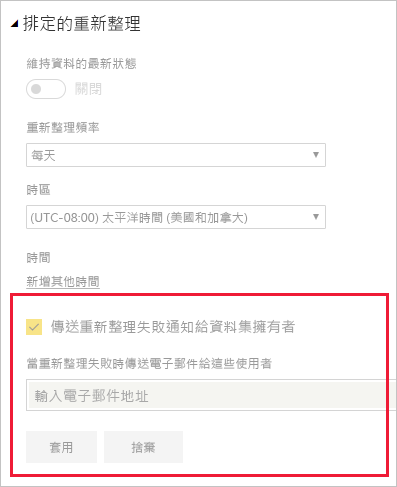 排定的重新整理
維持資料的最新狀態
關閉
重新整理頻率
每天
時區
(UTC-08:00) 太平洋時間 (美國和加拿大)
時間
新增其他時間
傳送重新整理失敗通知給資料集擁有者
當重新整理失敗時傳送電子郵件給這些使用者
輸入電子郵件地址
套用 捨棄